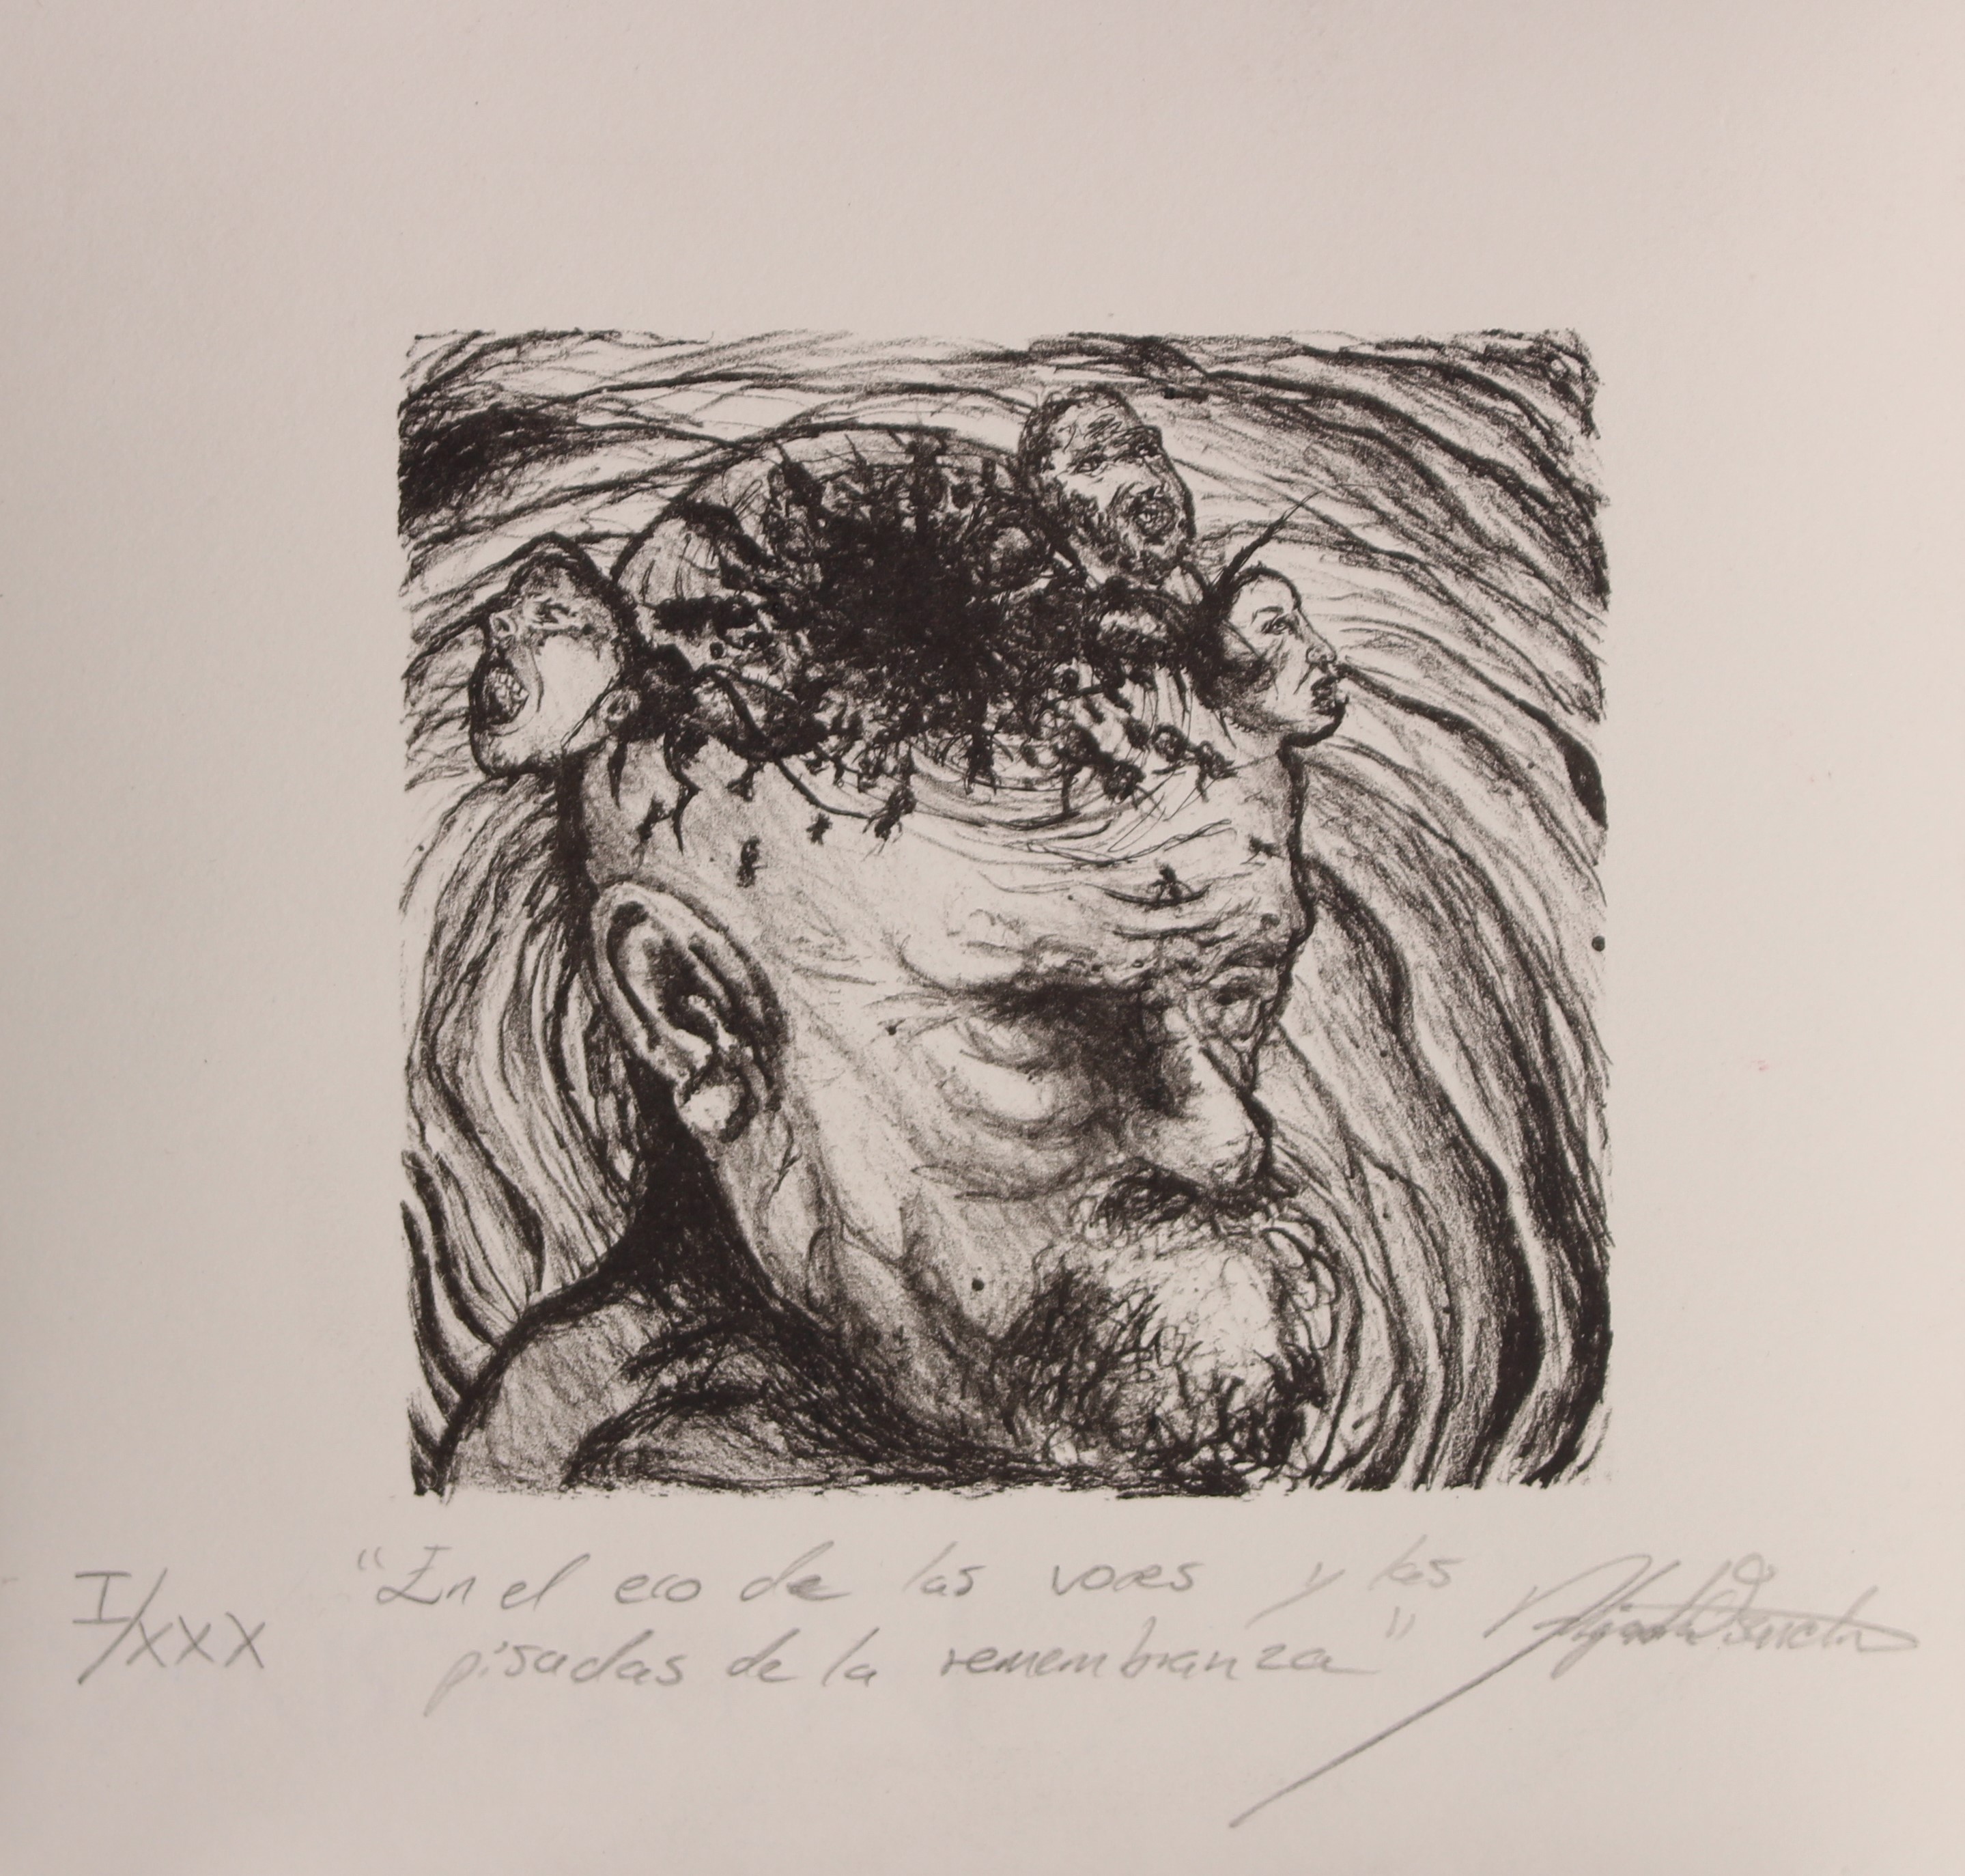 I/XXX
"En el eco de las voces y las
pisadas de la remembranza"